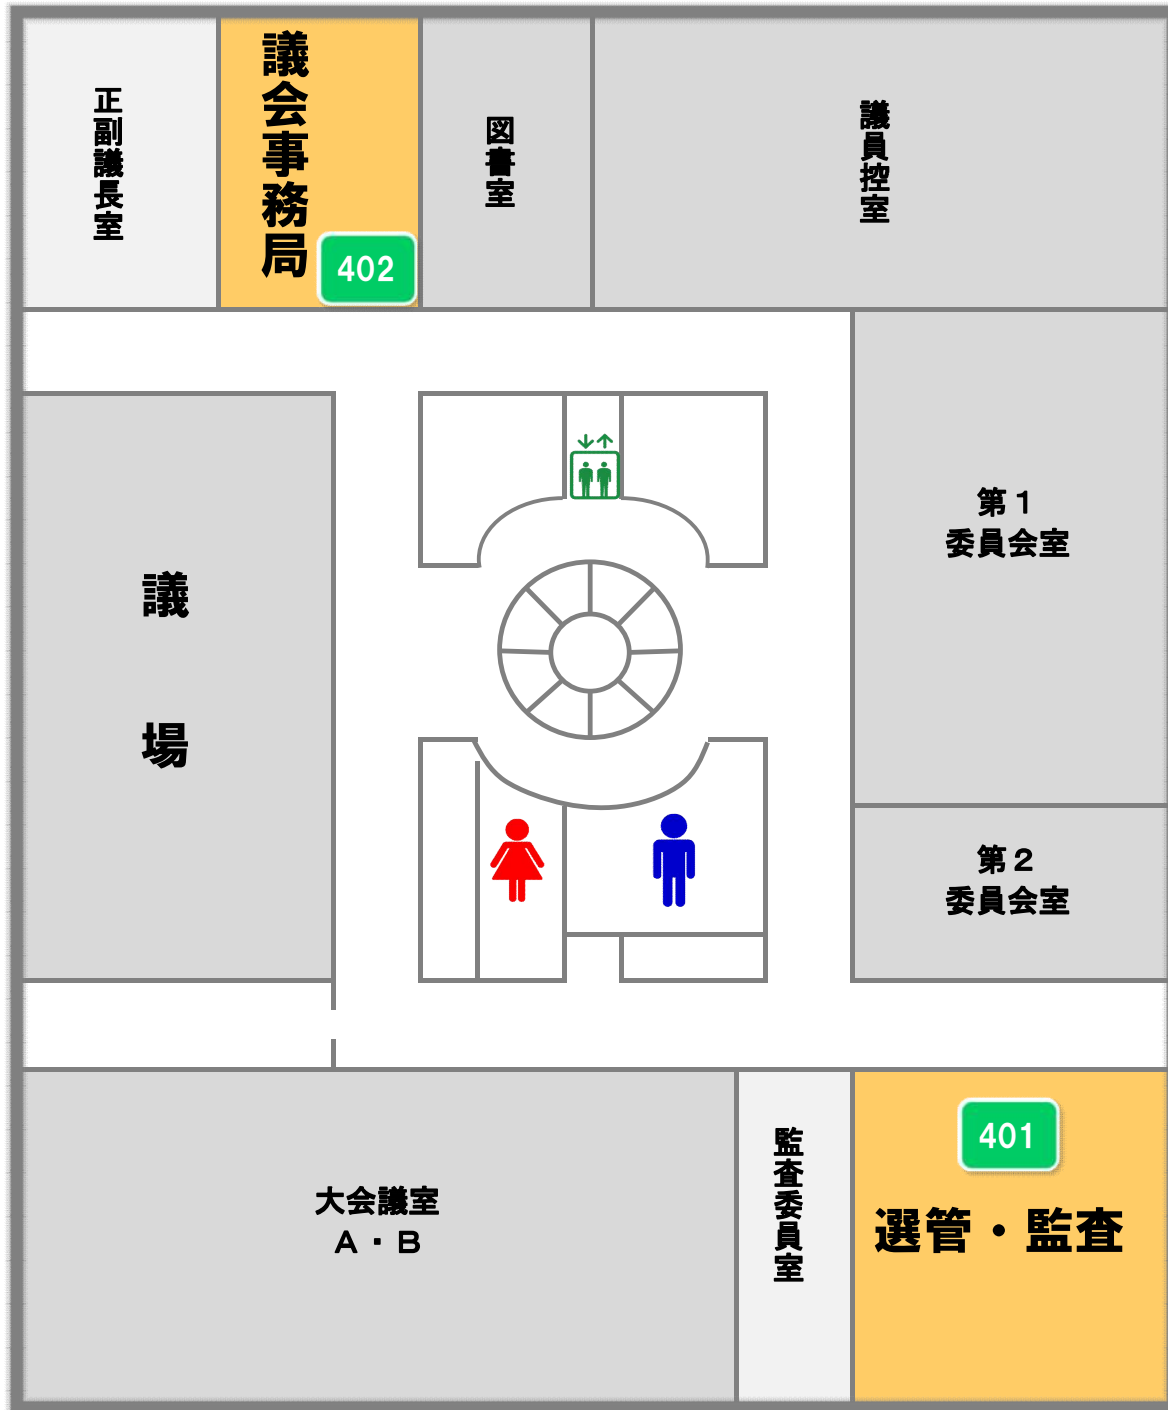 正副議長室
議会事務局
402
図書室
議員控室
第１
委員会室
議場
第２
委員会室
大会議室
A・B
監査委員室
401
選管・監査